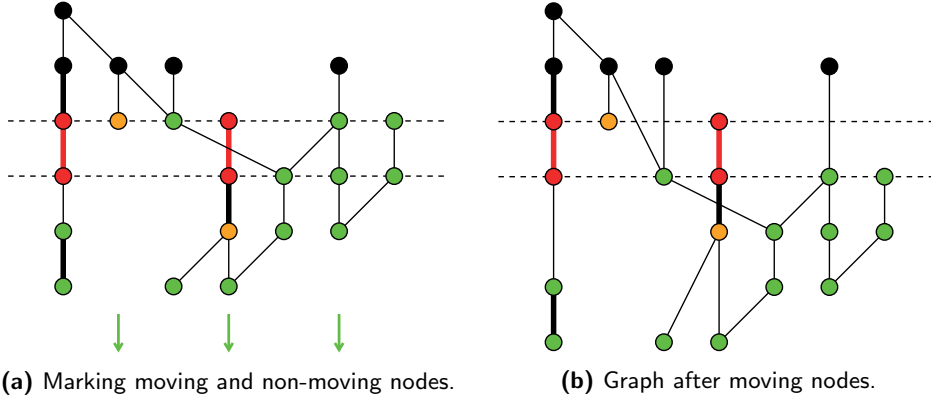 (a) Marking moving and non-moving nodes.
(b) Graph after moving nodes.